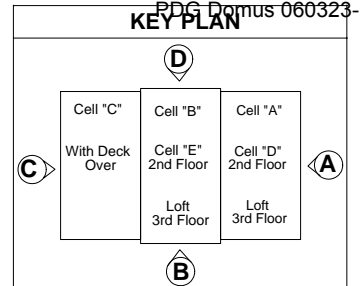 PDG Domus 060323-
KEY PLAN
D
Cell "C"
With Deck
Over
Cell "B"
Cell "E"
2nd Floor
Loft
3rd Floor
Cell "A"
Cell "D"
2nd Floor
Loft
3rd Floor
C
A
B